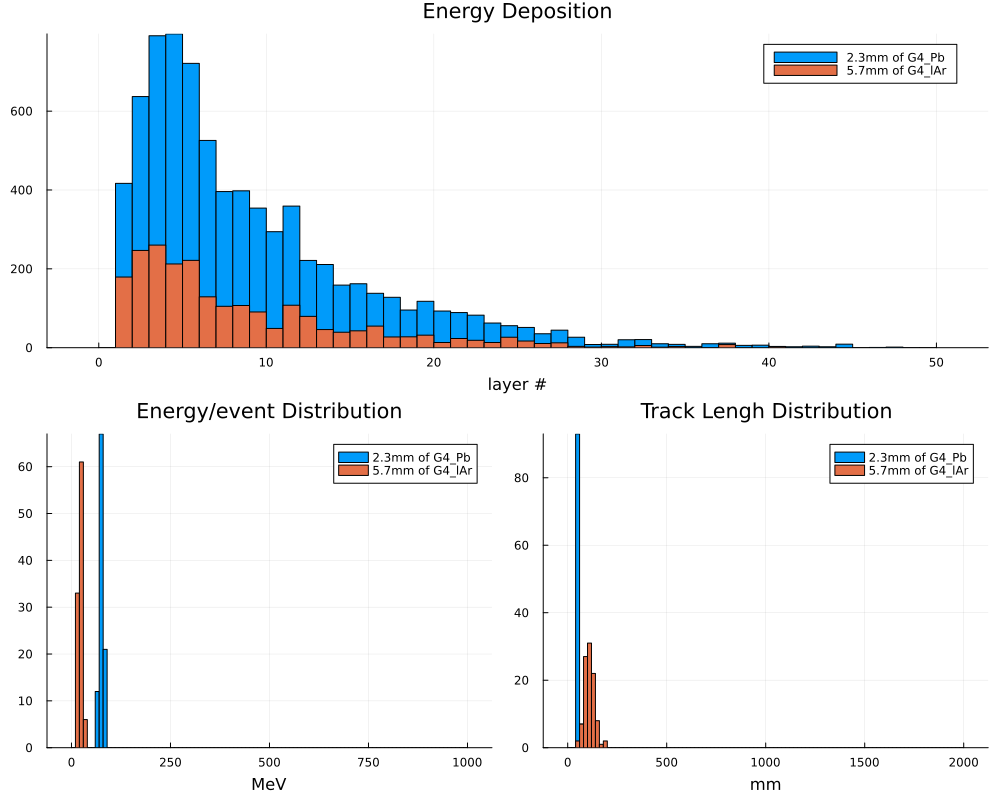 Energy Deposition
2.3mm of G4_Pb
5.7mm of G4_lAr
600
400
200
0
0 10 20 30 40 50
layer #
Energy/event Distribution
2.3mm of G4_Pb
5.7mm of G4_lAr
60
50
40
30
20
10
0
0 250 500 750 1000
MeV
Track Lengh Distribution
2.3mm of G4_Pb
5.7mm of G4_lAr
80
60
40
20
0
0 500 1000 1500 2000
mm